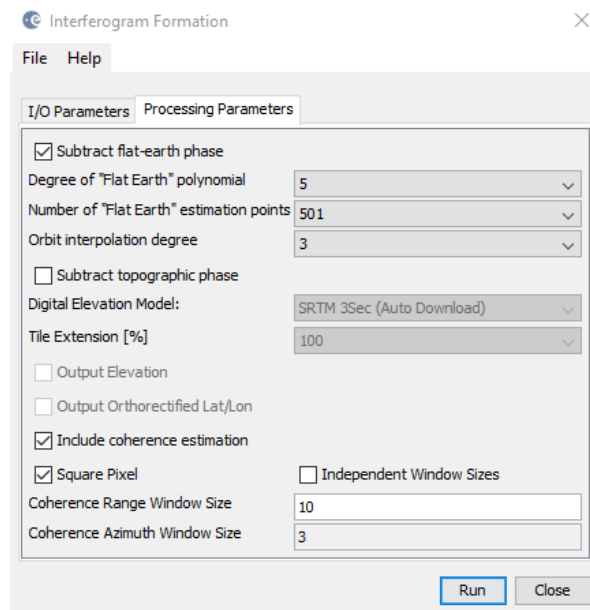 Interferogram Formation
File Help
I/O Parameters Processing Parameters
Subtract flat-earth phase
Degree of "Flat Earth" polynomial 5
Number of "Flat Earth" estimation points 501
Orbit interpolation degree 3
Subtract topographic phase
Digital Elevation Model: SRTM 3Sec (Auto Download)
Tile Extension [%] 100
Output Elevation
Output Orthorectified Lat/Lon
Include coherence estimation
Square Pixel Independent Window Sizes
Coherence Range Window Size 10
Coherence Azimuth Window Size 3
Run Close